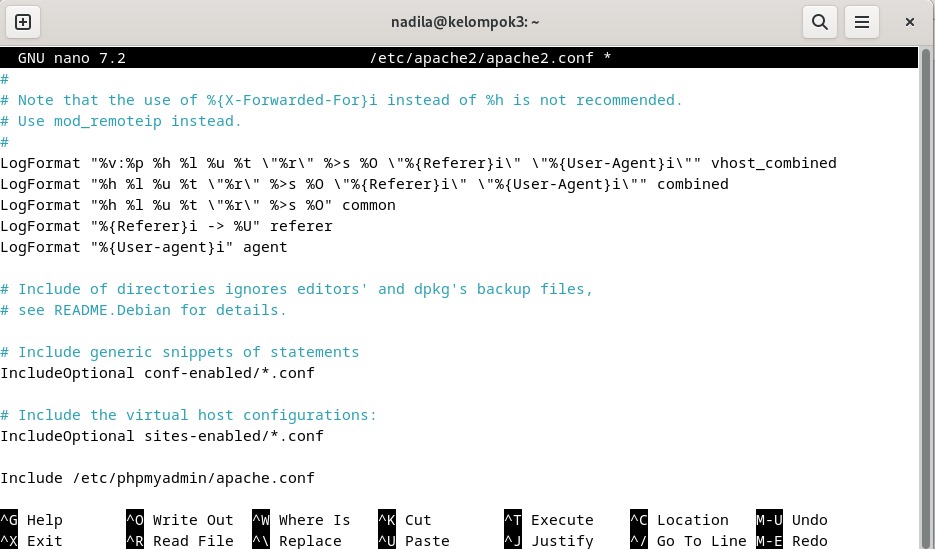 nadila@kelompok3: ~
GNU nano 7.2 /etc/apache2/apache2.conf *
#
# Note that the use of %{X-Forwarded-For}i instead of %h is not recommended.
# Use mod_remoteip instead.
#
LogFormat "%v:%p %h %l %u %t \"%r\" %>s %O \"%{Referer}i\" \"%{User-Agent}i\"" vhost_combined
LogFormat "%h %l %u %t \"%r\" %>s %O \"%{Referer}i\" \"%{User-Agent}i\"" combined
LogFormat "%h %l %u %t \"%r\" %>s %O" common
LogFormat "%{Referer}i -> %U" referer
LogFormat "%{User-agent}i" agent

# Include of directories ignores editors' and dpkg's backup files,
# see README.Debian for details.

# Include generic snippets of statements
IncludeOptional conf-enabled/*.conf

# Include the virtual host configurations:
IncludeOptional sites-enabled/*.conf

Include /etc/phpmyadmin/apache.conf

^G Help ^O Write Out ^W Where Is ^K Cut ^T Execute ^C Location M-U Undo
^X Exit ^R Read File ^\ Replace ^U Paste ^J Justify ^/ Go To Line M-E Redo